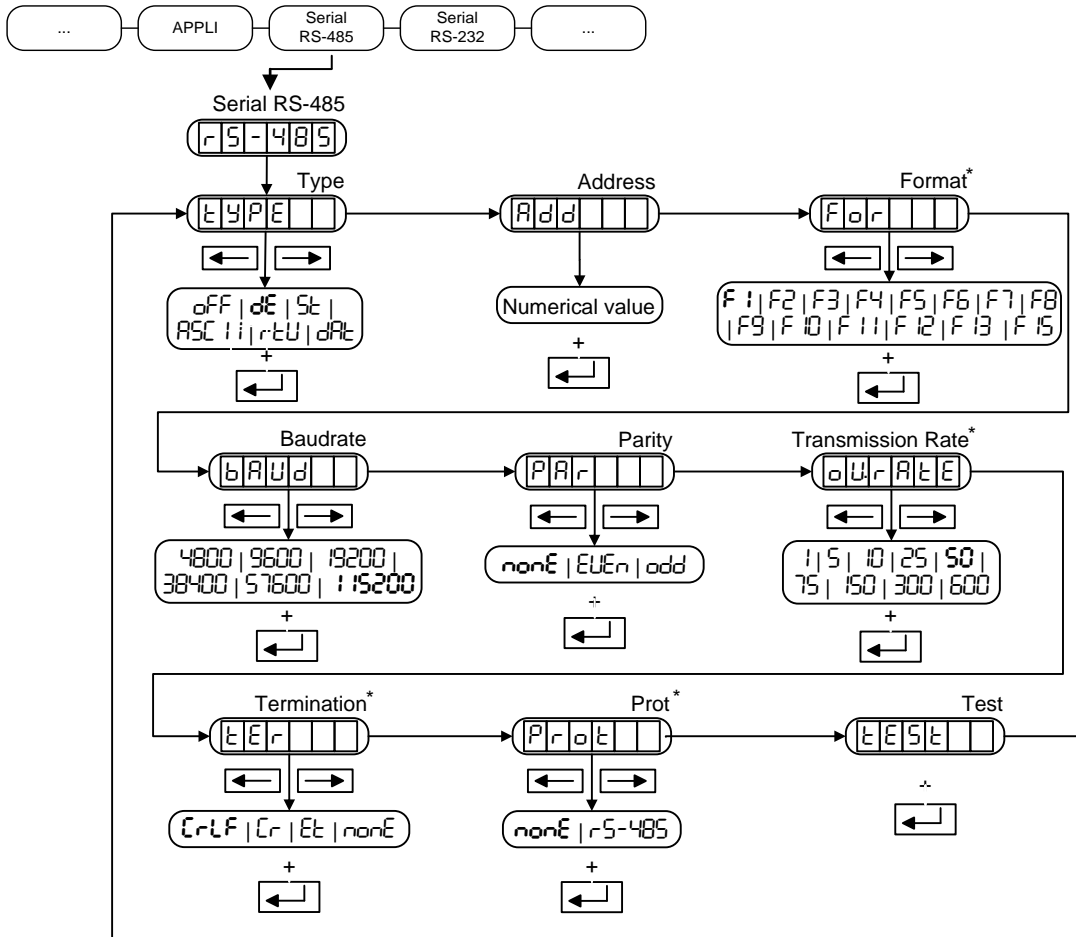 ...
APPLI
Serial
RS-485
Serial
RS-232
...
Serial RS-485
rS-485
Type
tYPE
oFF | dE | St |
ASCIi | rtU | dAt
+
Address
Add
Numerical value
+
Format*
For
F1 | F2 | F3 | F4 | F5 | F6 | F7 | F8
| F9 | F10 | F11 | F12 | F13 | F15
+
Baudrate
bAUd
4800 | 9600 | 19200 |
38400 | 57600 | 115200
+
Parity
PAr
nonE | EUEn | odd
+
Transmission Rate*
oU.rAtE
1 | 5 | 10 | 25 | 50 |
75 | 150 | 300 | 600
+
Termination*
tEr
CrLF | Cr | Et | nonE
+
Prot*
Prot
nonE | rS-485
+
Test
tESt
+